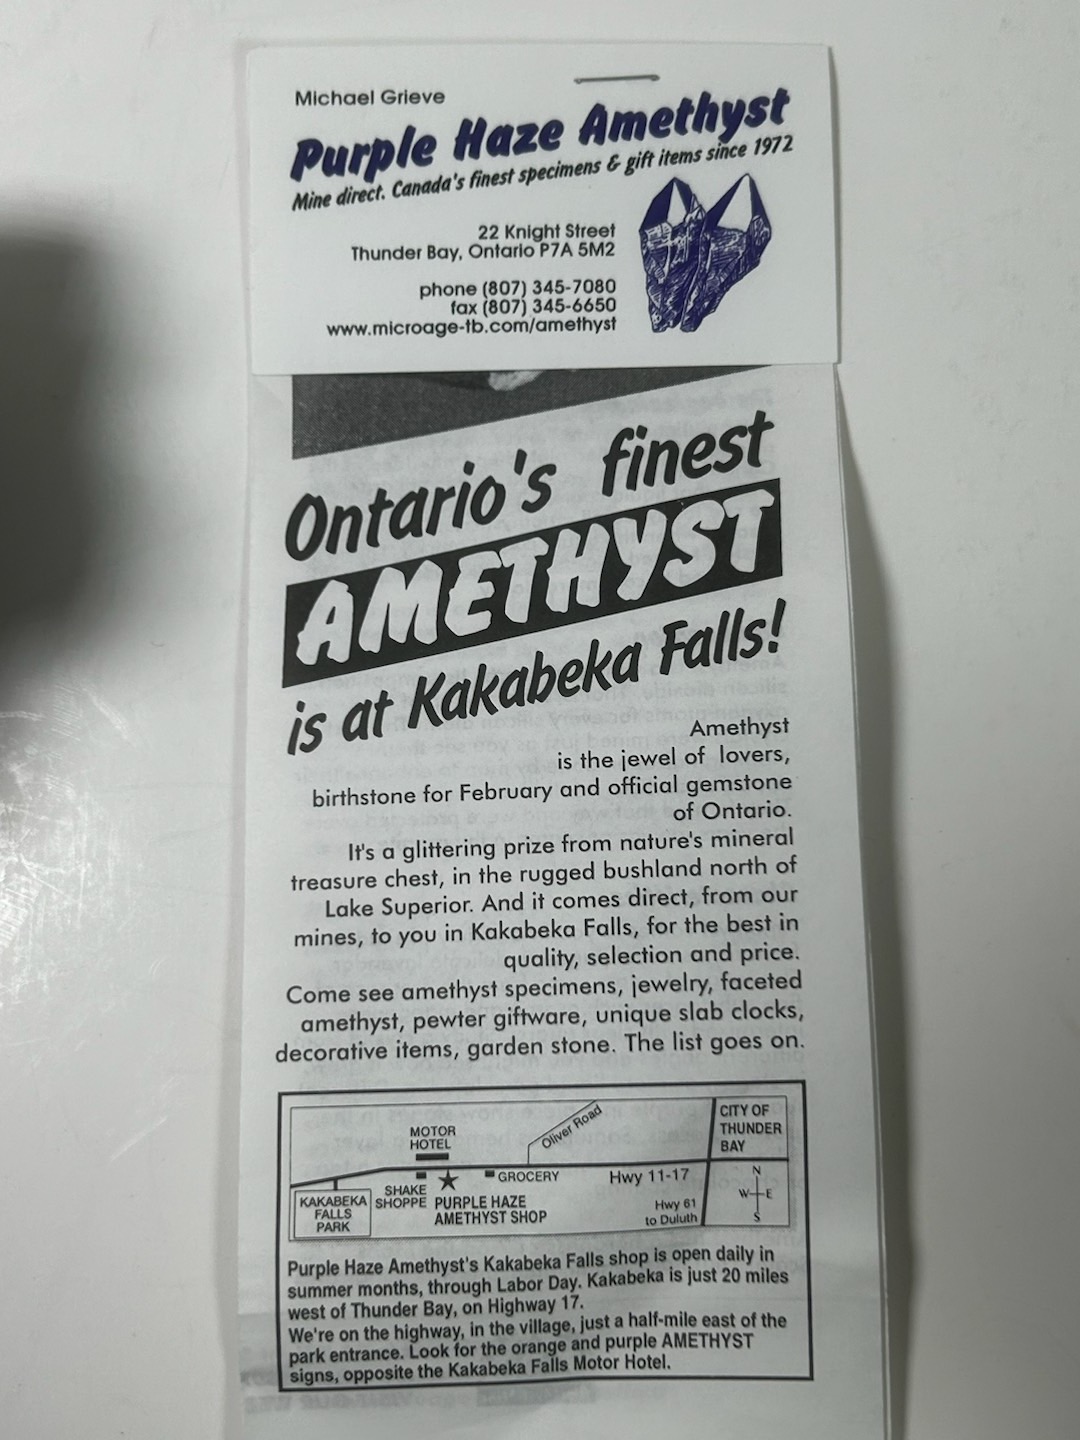 Michael Grieve
Purple Haze Amethyst
Mine direct. Canada's finest specimens & gift items since 1972
22 Knight Street
Thunder Bay, Ontario P7A 5M2
phone (807) 345-7080
fax (807) 345-6650
www.microage-tb.com/amethyst
Ontario's finest
AMETHYST
is at Kakabeka Falls!
Amethyst
is the jewel of lovers,
birthstone for February and official gemstone
of Ontario.
It's a glittering prize from nature's mineral
treasure chest, in the rugged bushland north of
Lake Superior. And it comes direct, from our
mines, to you in Kakabeka Falls, for the best in
quality, selection and price.
Come see amethyst specimens, jewelry, faceted
amethyst, pewter giftware, unique slab clocks,
decorative items, garden stone. The list goes on.
MOTOR
HOTEL
Oliver Road
CITY OF
THUNDER
BAY
KAKABEKA
FALLS
PARK
SHAKE
SHOPPE
PURPLE HAZE
AMETHYST SHOP
GROCERY
Hwy 11-17
Hwy 61
to Duluth
N
W E
S
Purple Haze Amethyst's Kakabeka Falls shop is open daily in
summer months, through Labor Day. Kakabeka is just 20 miles
west of Thunder Bay, on Highway 17.
We're on the highway, in the village, just a half-mile east of the
park entrance. Look for the orange and purple AMETHYST
signs, opposite the Kakabeka Falls Motor Hotel.